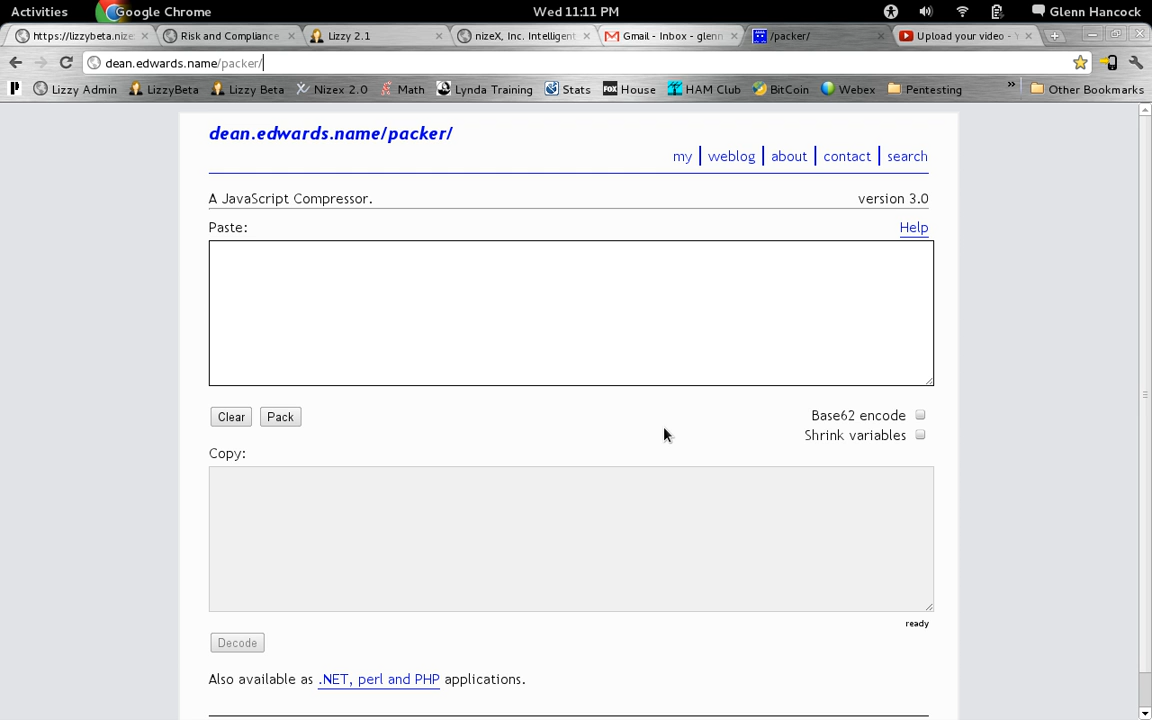 Activities Google Chrome Wed 11:11 PM Glenn Hancock
https://lizzybeta.nize Risk and Compliance Lizzy 2.1 nizeX, Inc. Intelligent Gmail - Inbox - glenn /packer/ Upload your video -
dean.edwards.name/packer/
Lizzy Admin LizzyBeta Lizzy Beta Nizex 2.0 Math Lynda Training Stats FOX House HAM Club BitCoin Webex Pentesting » Other Bookmarks
dean.edwards.name/packer/
my weblog about contact search
A JavaScript Compressor. version 3.0
Paste: Help
Clear Pack Base62 encode
Shrink variables
Copy:
ready
Decode
Also available as .NET, perl and PHP applications.